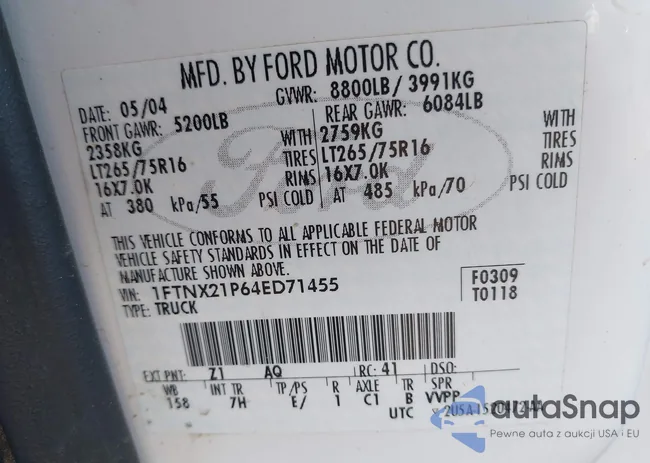 MFD. BY FORD MOTOR CO.
DATE: 05/04 GVWR: 8800LB/ 3991KG
FRONT GAWR: 5200LB REAR GAWR: 6084LB
2358KG WITH 2759KG WITH
LT265/75R16 TIRES LT265/75R16 TIRES
16X7.0K RIMS 16X7.0K RIMS
AT 380 kPa/55 PSI COLD AT 485 kPa/70 PSI COLD
Ford
THIS VEHICLE CONFORMS TO ALL APPLICABLE FEDERAL MOTOR
VEHICLE SAFETY STANDARDS IN EFFECT ON THE DATE OF
MANUFACTURE SHOWN ABOVE.
VIN: 1FTNX21P64ED71455 F0309
TYPE: TRUCK T0118
EXT PNT: Z1 AQ RC: 41 DSO:
WB INT TR TP/PS R AXLE TR SPR
158 7H E/ 1 C1 B VVPP
UTC
autoSnap
Pewne auta z aukcji USA i EU